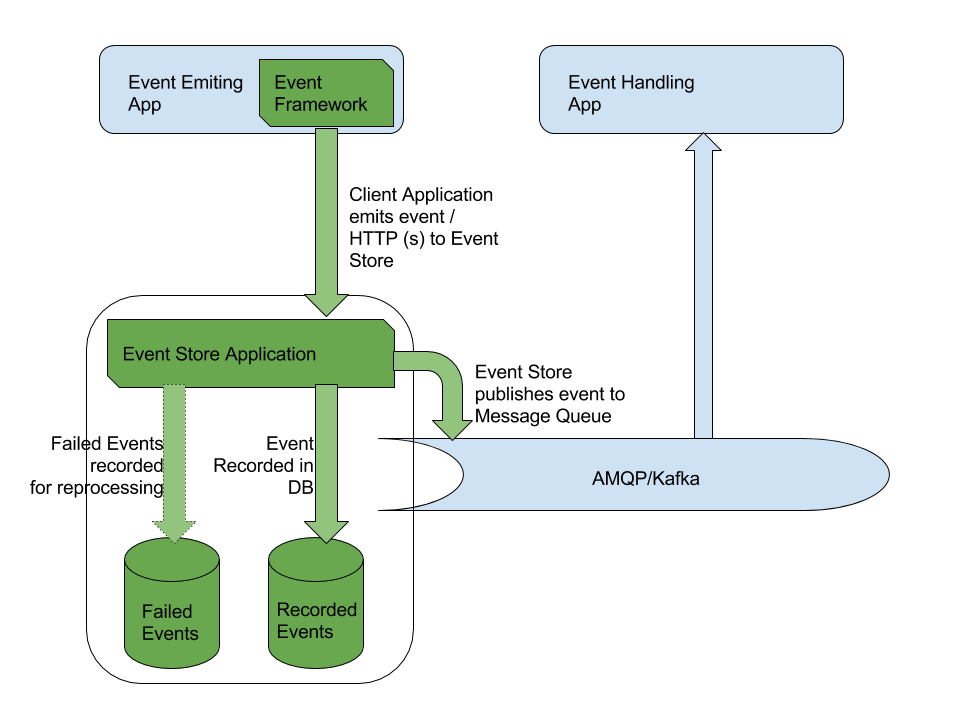 Event Emiting
App
Event
Framework
Event Handling
App
Client Application
emits event /
HTTP (s) to Event
Store
Event Store Application
Event Store
publishes event to
Message Queue
Failed Events
recorded
for reprocessing
Event
Recorded in
DB
AMQP/Kafka
Failed
Events
Recorded
Events